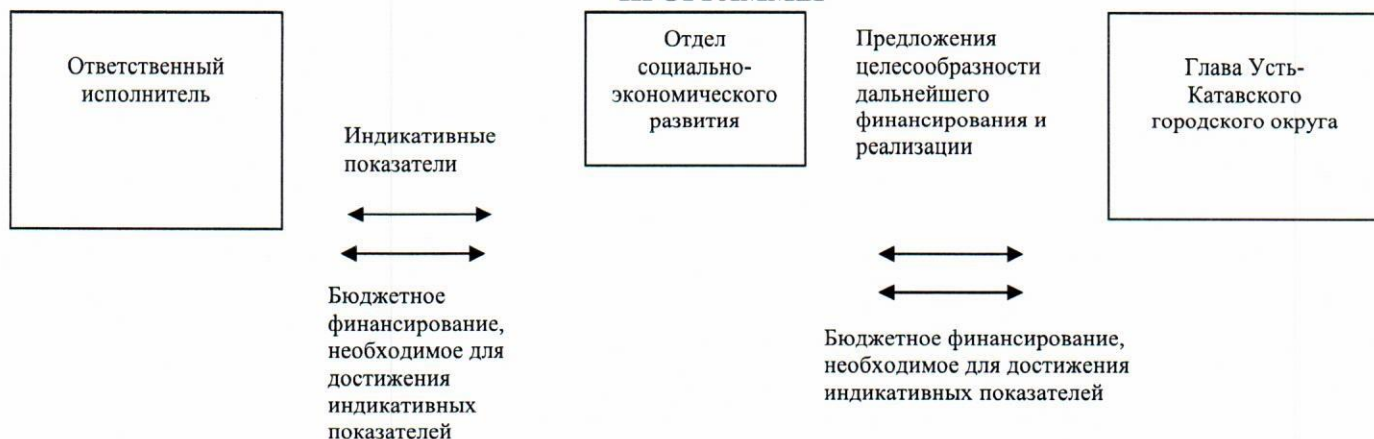 Ответственный
исполнитель
Индикативные
показатели
Бюджетное
финансирование,
необходимое для
достижения
индикативных
показателей
Отдел
социально-
экономического
развития
Предложения
целесообразности
дальнейшего
финансирования и
реализации
Бюджетное финансирование,
необходимое для достижения
индикативных показателей
Глава Усть-
Катавского
городского округа